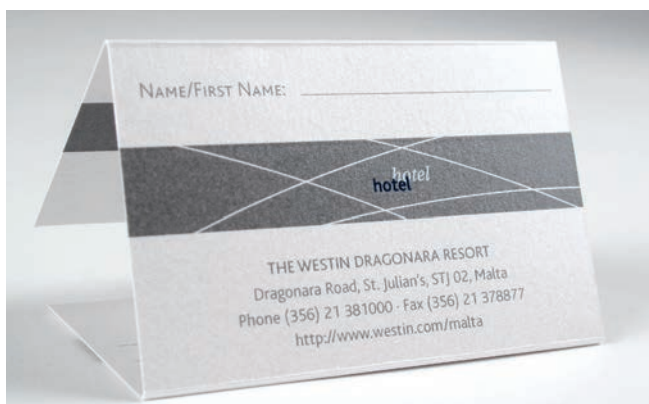 NAME/FIRST NAME:
hotel
hotel
THE WESTIN DRAGONARA RESORT
Dragonara Road, St. Julian's, STJ 02, Malta
Phone (356) 21 381000 · Fax (356) 21 378877
http://www.westin.com/malta